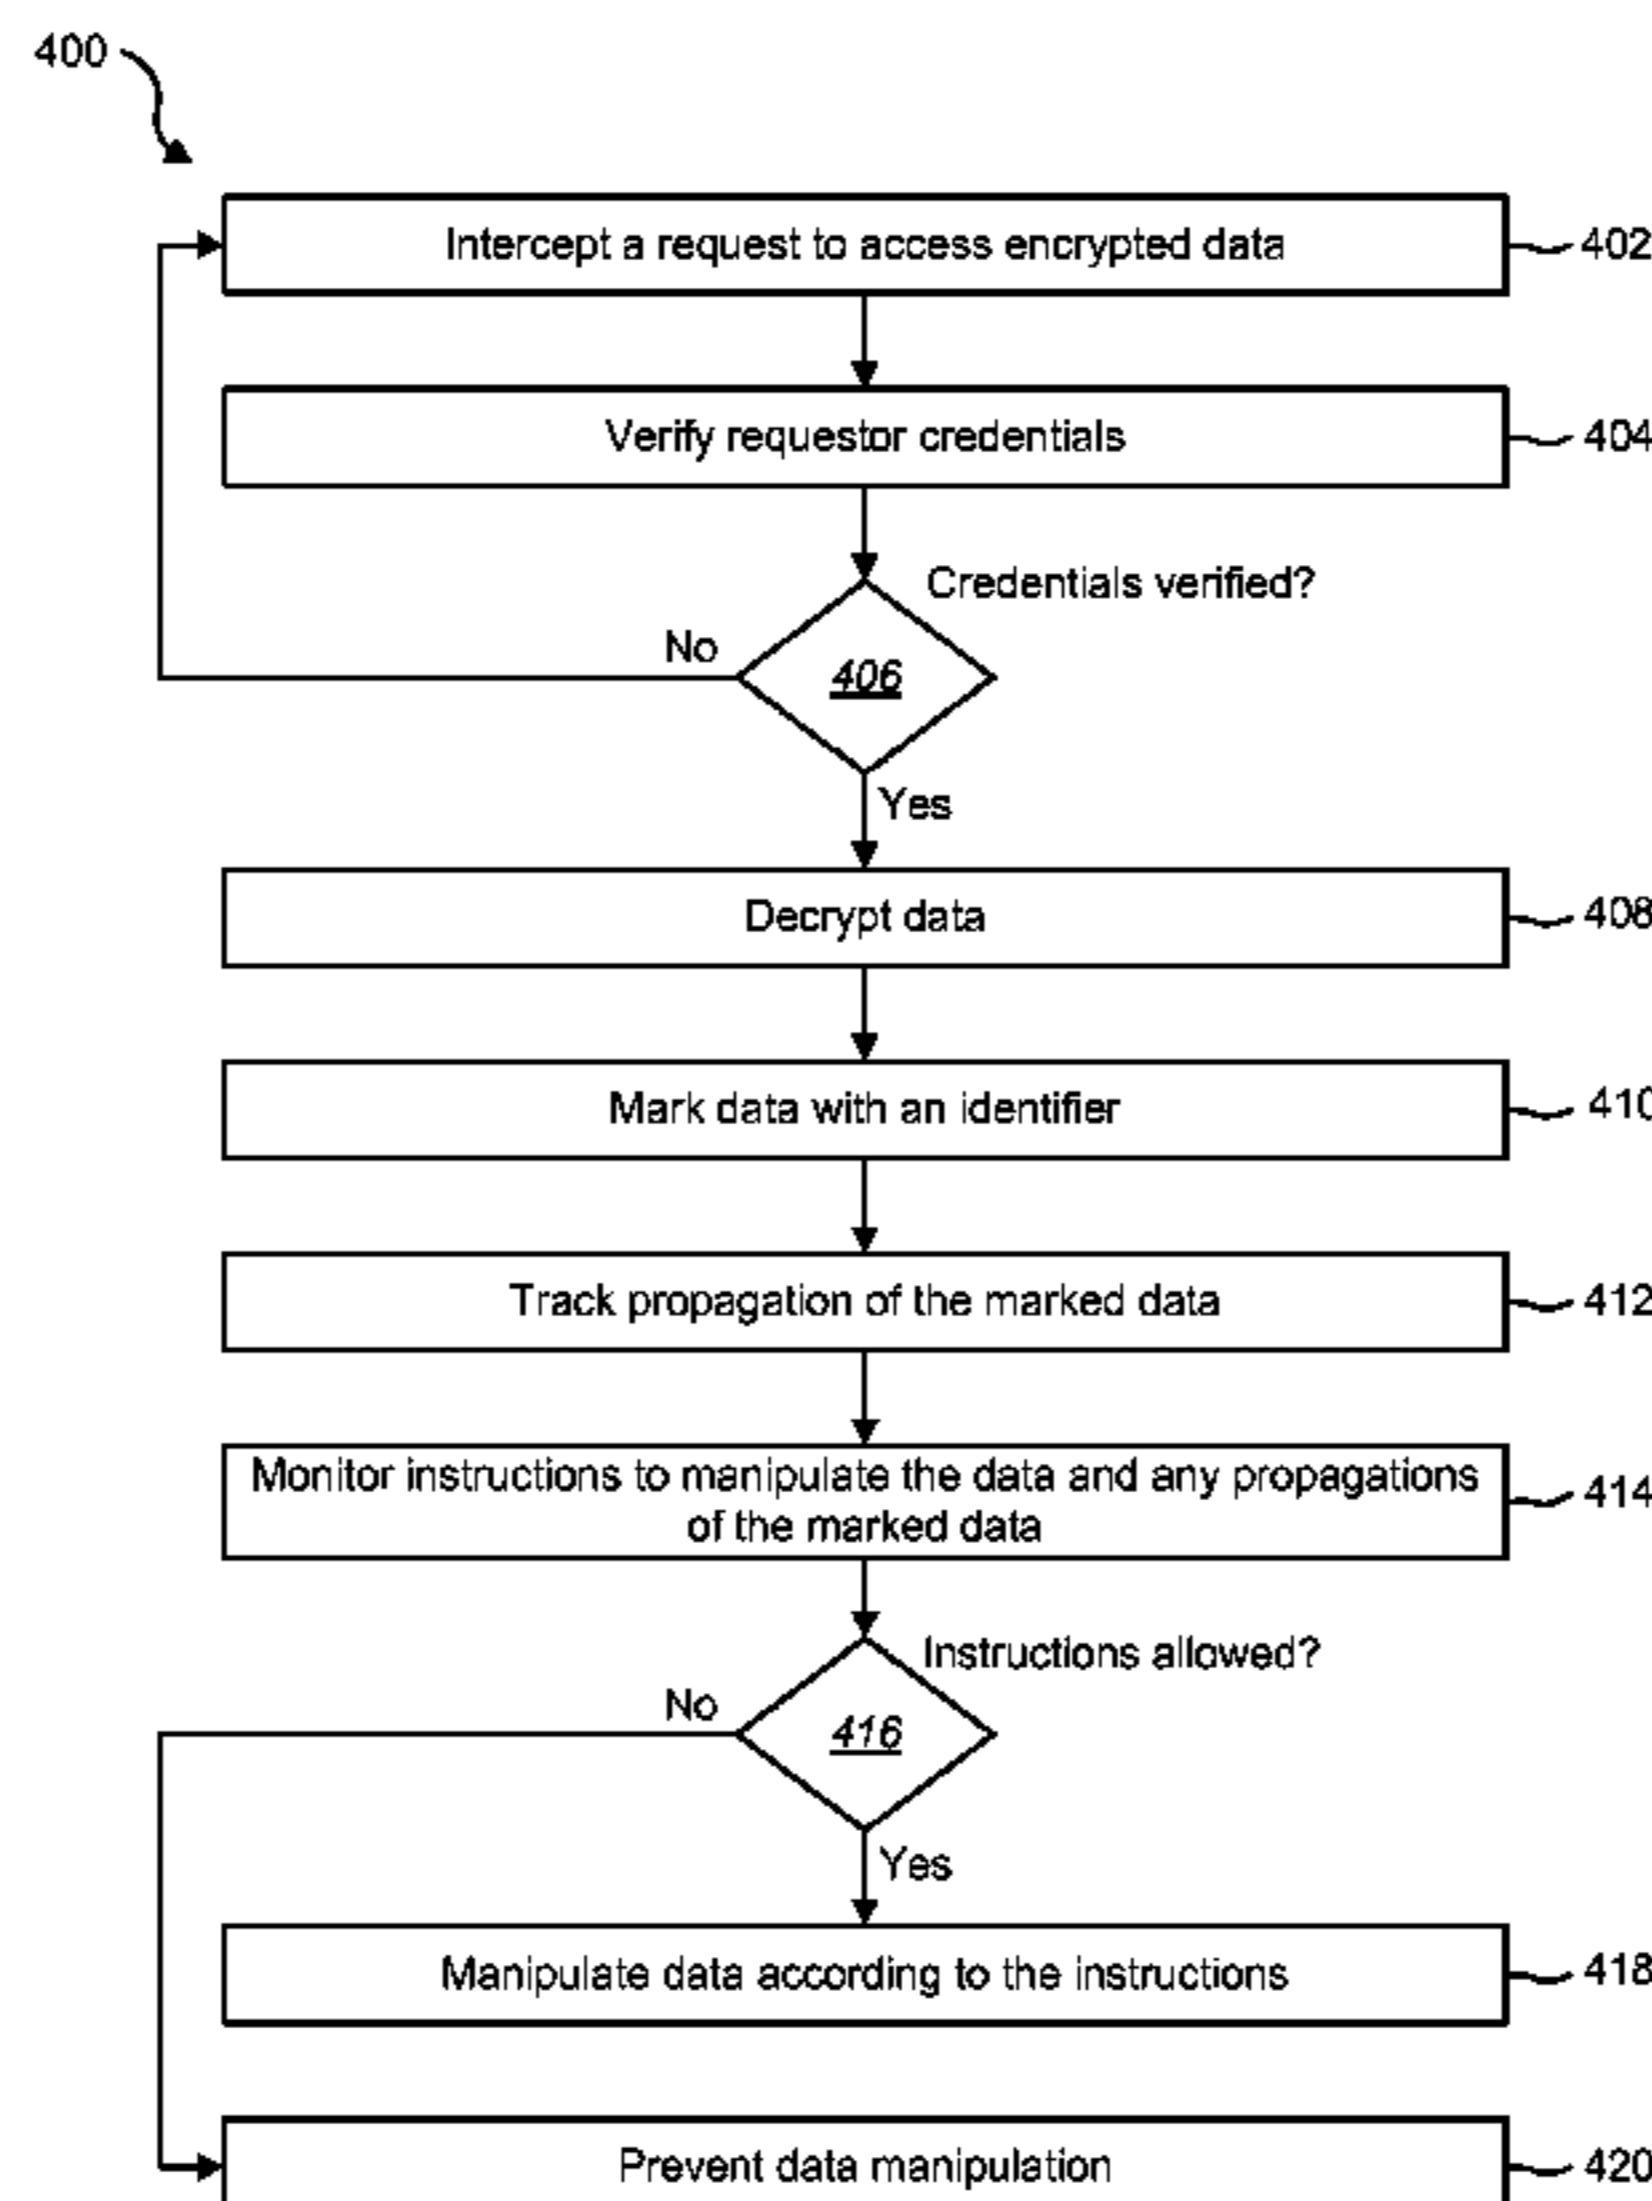 400
Intercept a request to access encrypted data
402
Verify requestor credentials
404
Credentials verified?
No
406
Yes
Decrypt data
408
Mark data with an identifier
410
Track propagation of the marked data
412
Monitor instructions to manipulate the data and any propagations
of the marked data
414
Instructions allowed?
No
416
Yes
Manipulate data according to the instructions
418
Prevent data manipulation
420